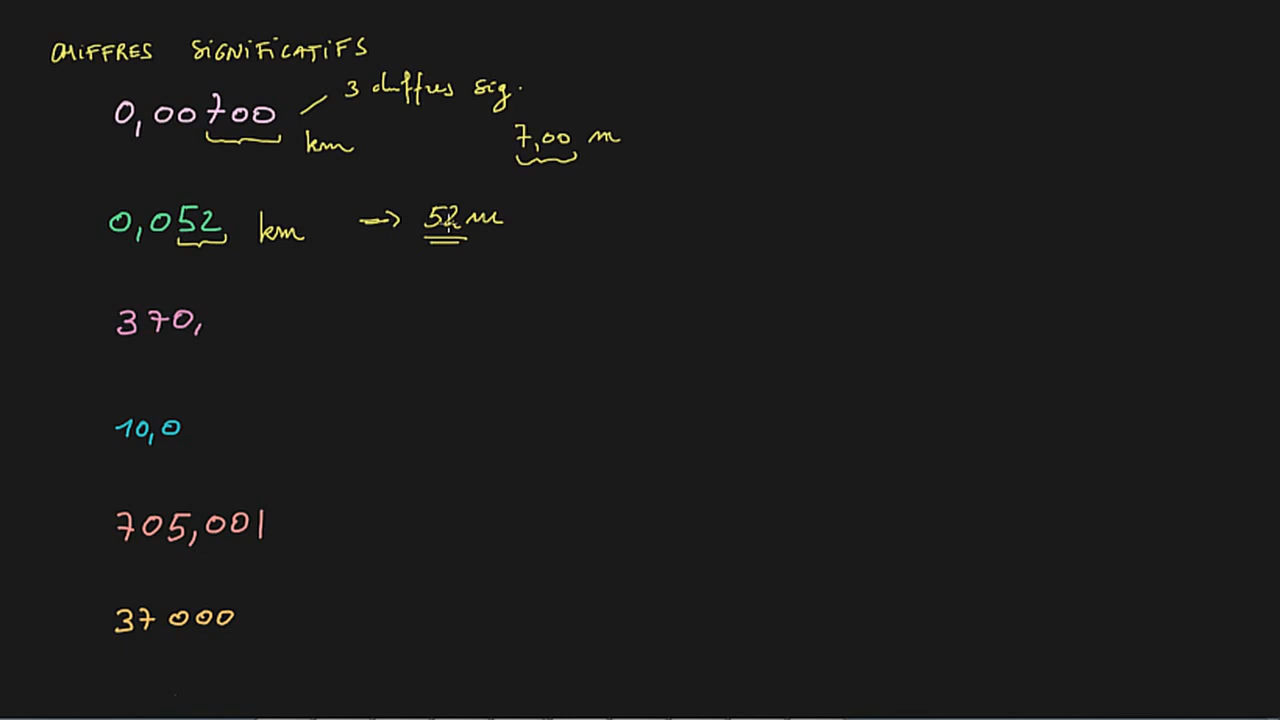 CHIFFRES SIGNIFICATIFS
0,00700 km 3 chiffres sig.
7,00 m
0,052 km → 52 m
370,
10,0
705,001
37 000